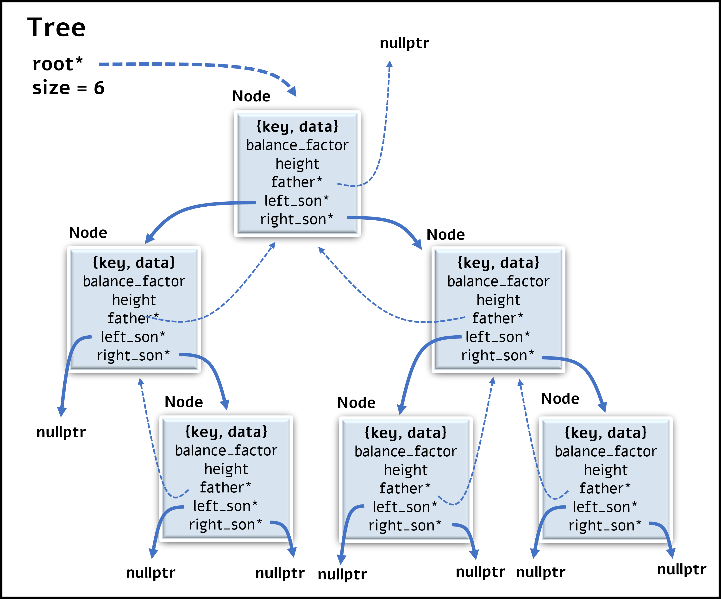 Tree
root*
size = 6
nullptr
Node
{key, data}
balance_factor
height
father*
left_son*
right_son*
Node
{key, data}
balance_factor
height
father*
left_son*
right_son*
Node
{key, data}
balance_factor
height
father*
left_son*
right_son*
nullptr
Node
{key, data}
balance_factor
height
father*
left_son*
right_son*
Node
{key, data}
balance_factor
height
father*
left_son*
right_son*
Node
{key, data}
balance_factor
height
father*
left_son*
right_son*
nullptr
nullptr
nullptr
nullptr
nullptr
nullptr